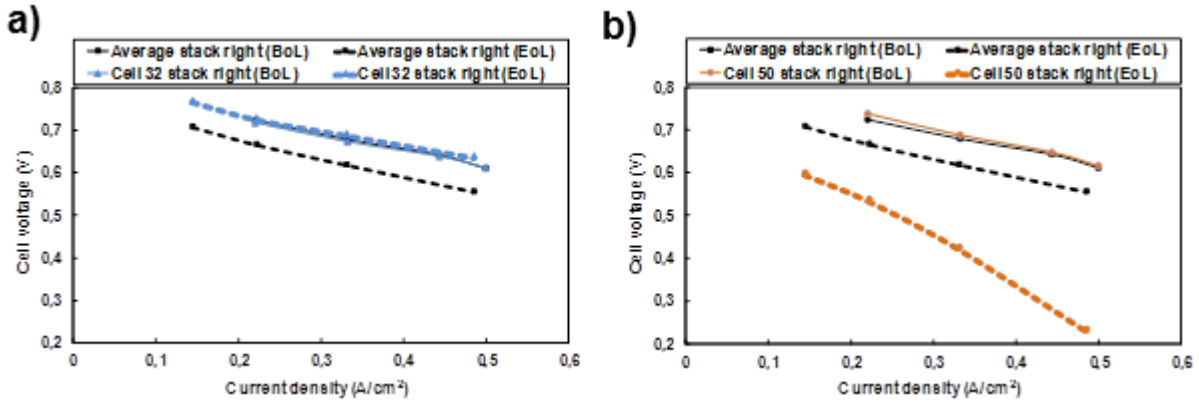 a)
Average stack right (BoL) Average stack right (EoL)
Cell 32 stack right (BoL) Cell 32 stack right (EoL)
0,8
0,7
0,6
0,5
0,4
0,3
0,2
Cell voltage (V)
0 0,1 0,2 0,3 0,4 0,5 0,6
Current density (A/cm²)
b)
Average stack right (BoL) Average stack right (EoL)
Cell 50 stack right (BoL) Cell 50 stack right (EoL)
0,8
0,7
0,6
0,5
0,4
0,3
0,2
Cell voltage (V)
0 0,1 0,2 0,3 0,4 0,5 0,6
Current density (A/cm²)